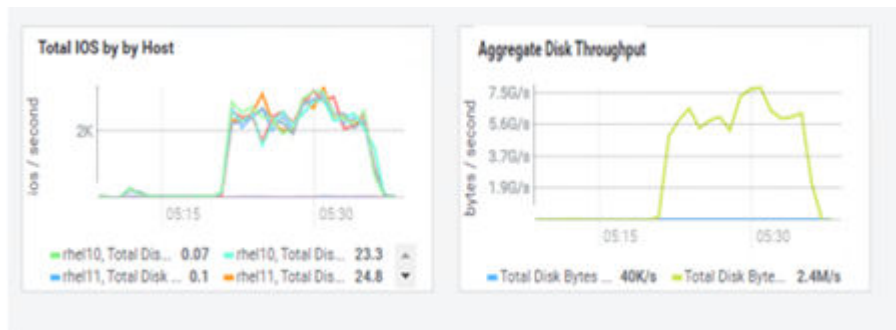 Total IOS by by Host
ios / second
2K
05:15 05:30
rhel10, Total Dis... 0.07 rhel10, Total Dis... 23.3
rhel11, Total Disk ... 0.1 rhel11, Total Dis... 24.8
Aggregate Disk Throughput
bytes / second
7.5G/s
5.6G/s
3.7G/s
1.9G/s
05:15 05:30
Total Disk Bytes ... 40K/s Total Disk Byte... 2.4M/s